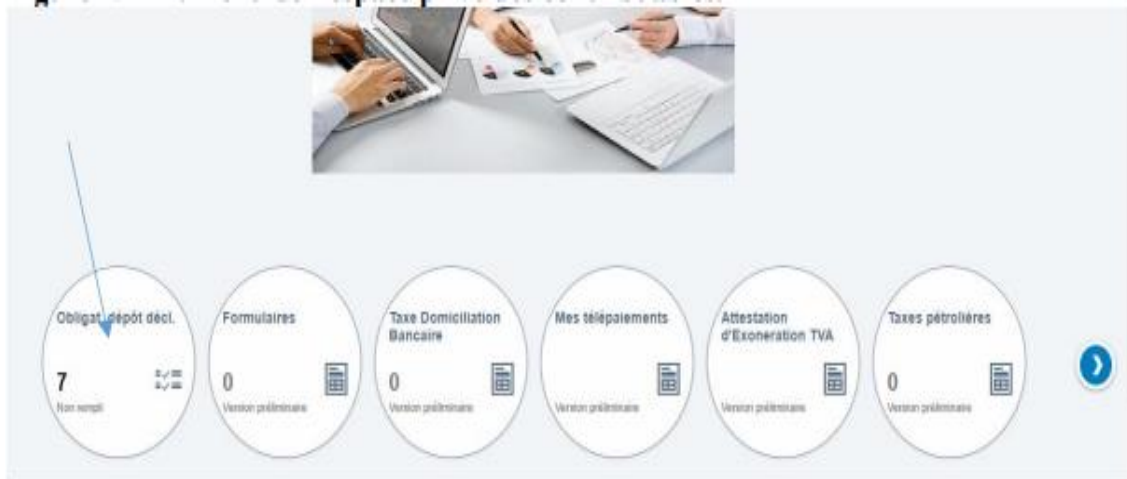 Obligat. dépôt décl.
7
Non rempli
Formulaires
0
Version préliminaire
Taxe Domiciliation
Bancaire
0
Version préliminaire
Mes télépaiements
Version préliminaire
Attestation
d'Exoneration TVA
Version préliminaire
Taxes pétrolières
0
Version préliminaire